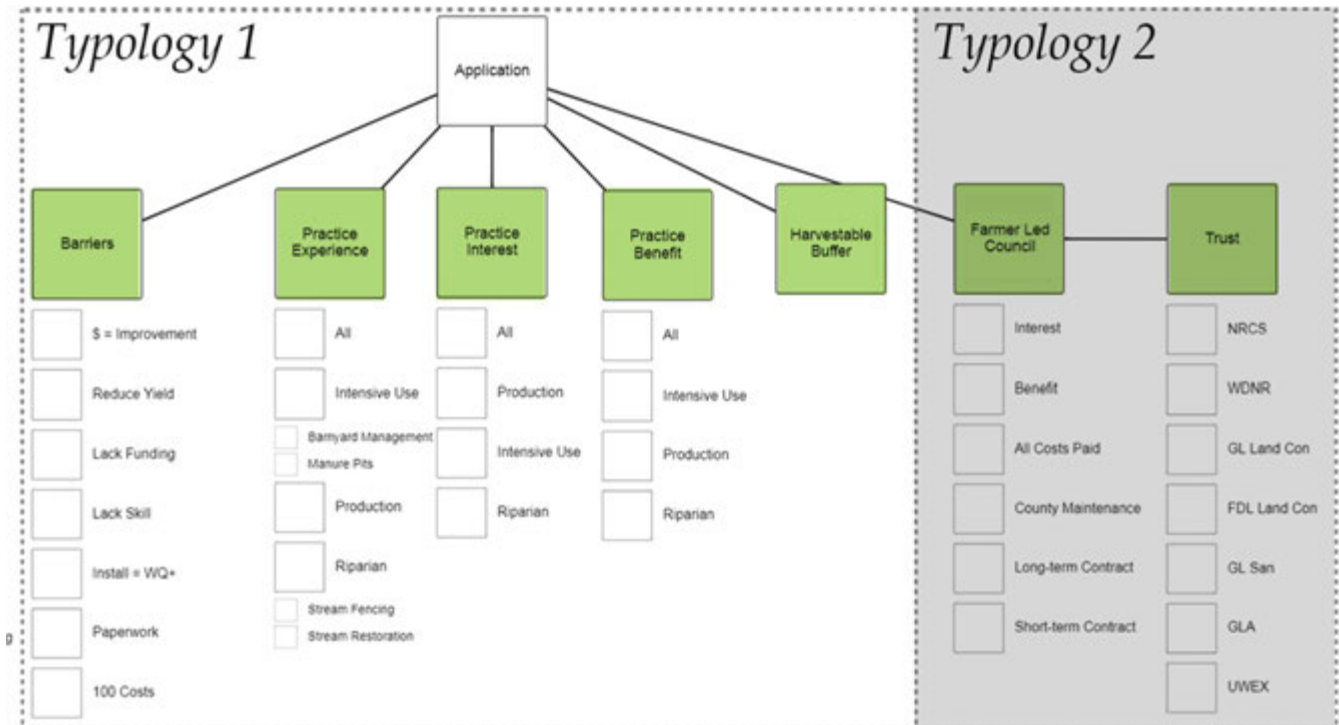 Typology 1
Typology 2
Application
Barriers
Practice
Experience
Practice
Interest
Practice
Benefit
Harvestable
Buffer
Farmer Led
Council
Trust
$ = Improvement
Reduce Yield
Lack Funding
Lack Skill
Install = WQ+
Paperwork
100 Costs
All
Intensive Use
Barnyard Management
Manure Pits
Production
Riparian
Stream Fencing
Stream Restoration
All
Production
Intensive Use
Riparian
All
Intensive Use
Production
Riparian
Interest
Benefit
All Costs Paid
County Maintenance
Long-term Contract
Short-term Contract
NRCS
WDNR
GL Land Con
FDL Land Con
GL San
GLA
UWEX